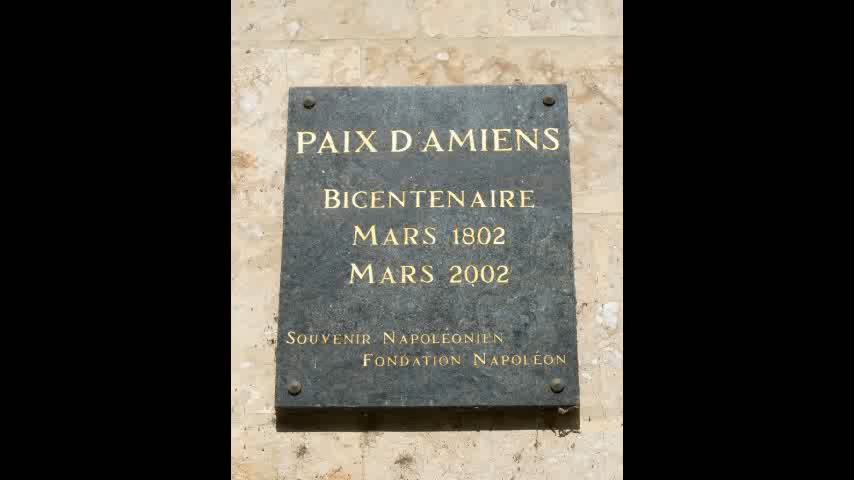 PAIX D'AMIENS
BICENTENAIRE
MARS 1802
MARS 2002
SOUVENIR NAPOLÉONIEN
FONDATION NAPOLÉON